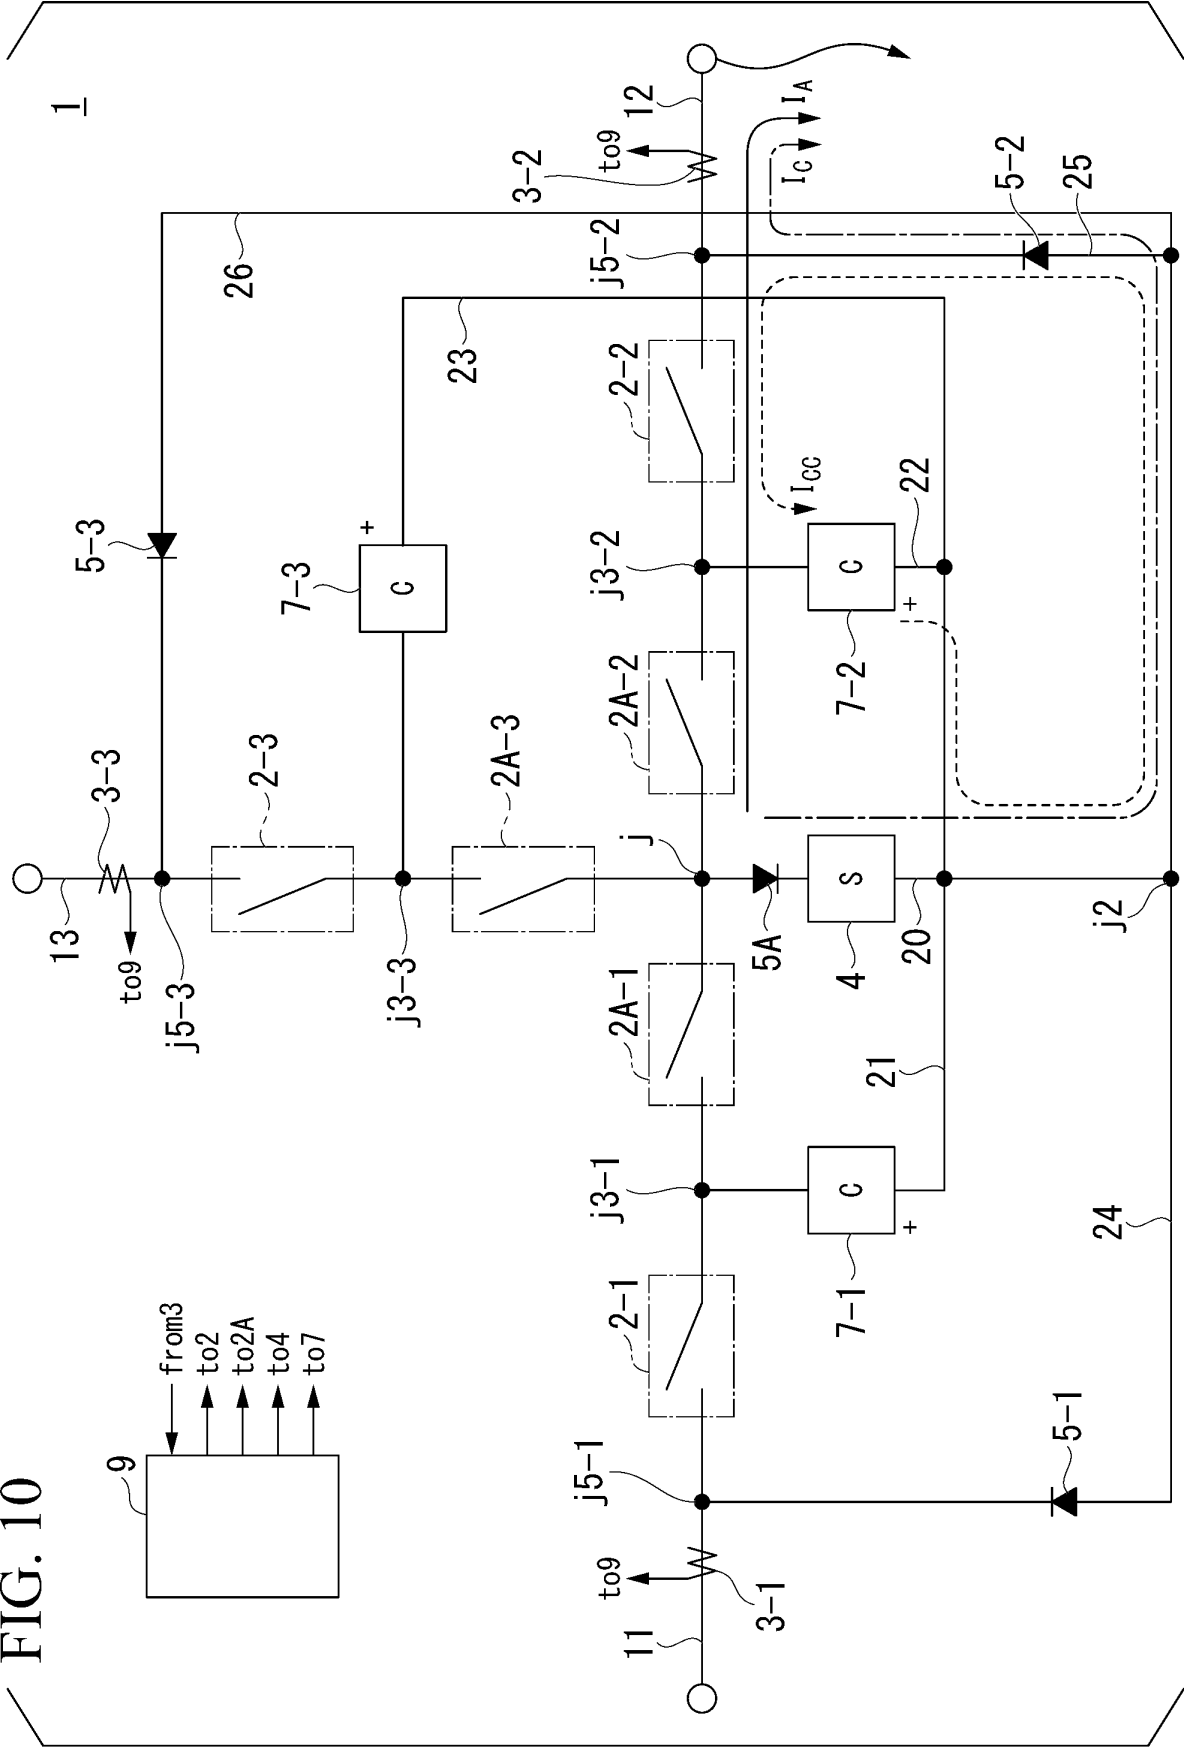 FIG. 10
1
9
from3
to2
to2A
to4
to7
13
3-3
to9
j5-3
5-3
26
2-3
j3-3
7-3
C
+
23
2A-3
11
to9
3-1
j5-1
2-1
j3-1
2A-1
j
2A-2
j3-2
2-2
j5-2
3-2
to9
12
IA
IC
ICC
5A
S
4
20
C
+
7-1
21
C
+
7-2
22
5-1
24
j2
5-2
25